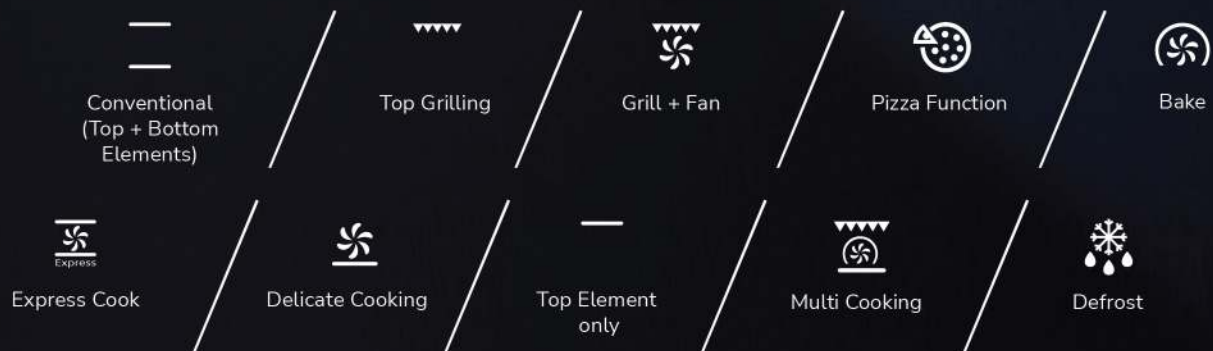 Conventional
(Top + Bottom
Elements)
Top Grilling
Grill + Fan
Pizza Function
Bake
Express
Express Cook
Delicate Cooking
Top Element
only
Multi Cooking
Defrost